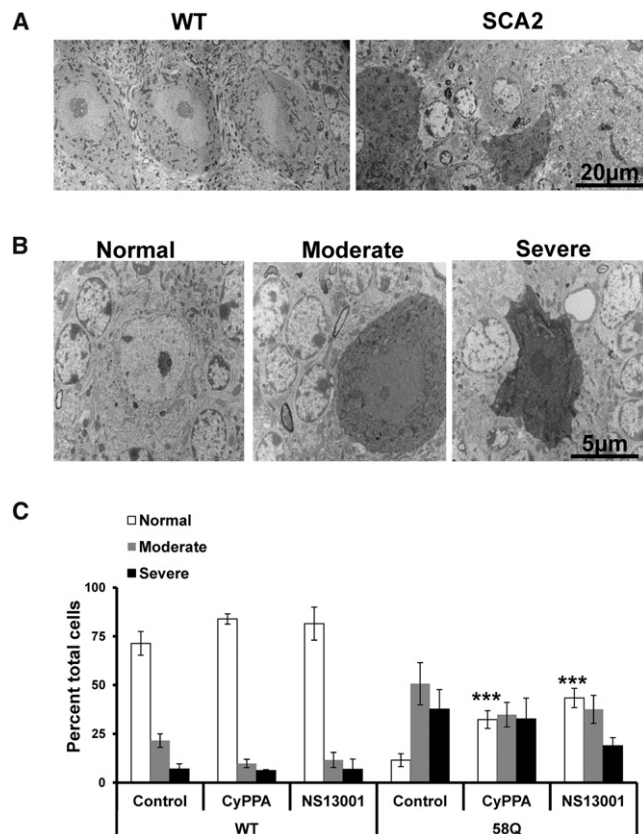 A
WT
SCA2
20μm
B
Normal
Moderate
Severe
5μm
C
Normal
Moderate
Severe
Percent total cells
100
75
50
25
0
***
***
Control
CyPPA
NS13001
Control
CyPPA
NS13001
WT
58Q